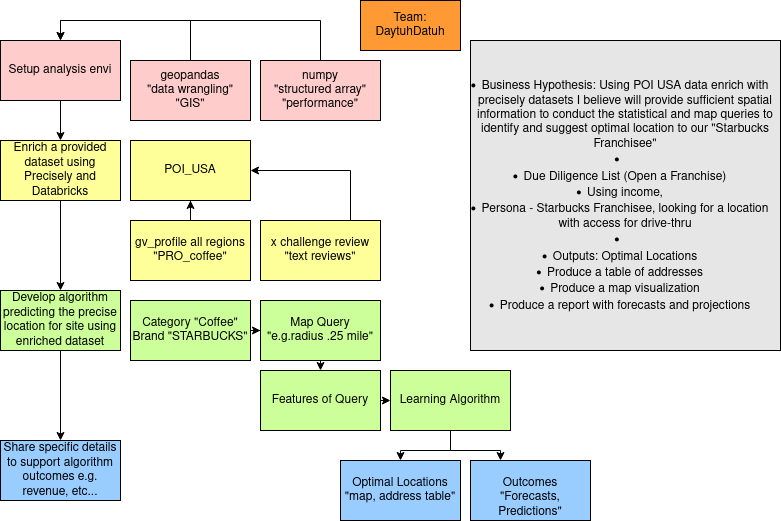 Team:
DaytuhDatuh
Setup analysis envi
geopandas
"data wrangling"
"GIS"
numpy
"structured array"
"performance"
• Business Hypothesis: Using POI USA data enrich with
precisely datasets I believe will provide sufficient spatial
information to conduct the statistical and map queries to
identify and suggest optimal location to our "Starbucks
Franchisee"
•
• Due Diligence List (Open a Franchise)
• Using income,
• Persona - Starbucks Franchisee, looking for a location
with access for drive-thru
•
• Outputs: Optimal Locations
• Produce a table of addresses
• Produce a map visualization
• Produce a report with forecasts and projections
Enrich a provided
dataset using
Precisely and
Databricks
POI_USA
gv_profile all regions
"PRO_coffee"
x challenge review
"text reviews"
Develop algorithm
predicting the precise
location for site using
enriched dataset
Category "Coffee"
Brand "STARBUCKS"
Map Query
"e.g.radius .25 mile"
Features of Query
Learning Algorithm
Share specific details
to support algorithm
outcomes e.g.
revenue, etc...
Optimal Locations
"map, address table"
Outcomes
"Forecasts,
Predictions"